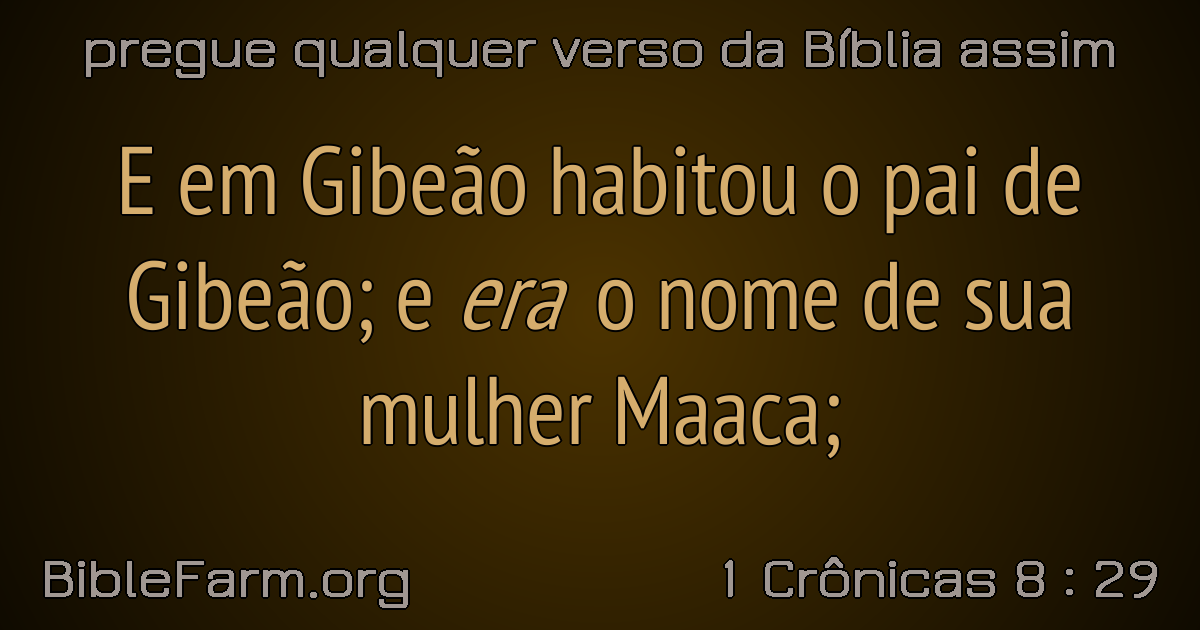 pregue qualquer verso da Bíblia assim
E em Gibeão habitou o pai de
Gibeão; e era o nome de sua
mulher Maaca;
BibleFarm.org
1 Crônicas 8 : 29